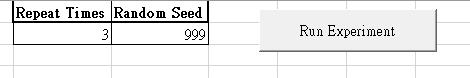 Repeat Times Random Seed
3 999
Run Experiment